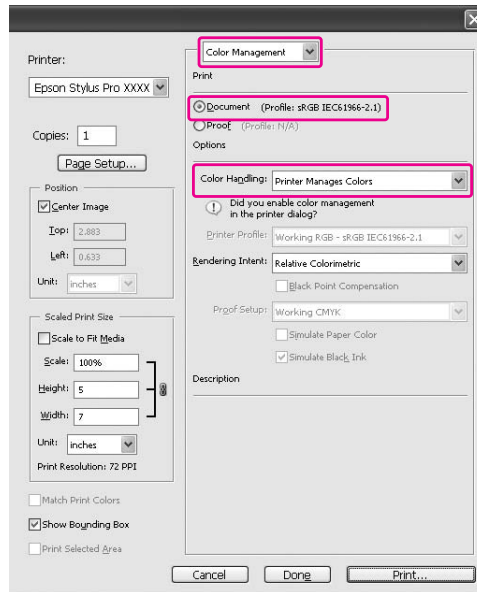 Printer:
Epson Stylus Pro XXXX
Copies: 1
Page Setup...
Position
Center Image
Top: 2.883
Left: 0.633
Unit: inches
Scaled Print Size
Scale to Fit Media
Scale: 100%
Height: 5
Width: 7
Unit: inches
Print Resolution: 72 PPI
Match Print Colors
Show Bounding Box
Print Selected Area
Color Management
Print
Document (Profile: sRGB IEC61966-2.1)
Proof (Profile: N/A)
Options
Color Handling: Printer Manages Colors
Did you enable color management
in the printer dialog?
Printer Profile: Working RGB - sRGB IEC61966-2.1
Rendering Intent: Relative Colorimetric
Black Point Compensation
Proof Setup: Working CMYK
Simulate Paper Color
Simulate Black Ink
Description
Cancel
Done
Print...